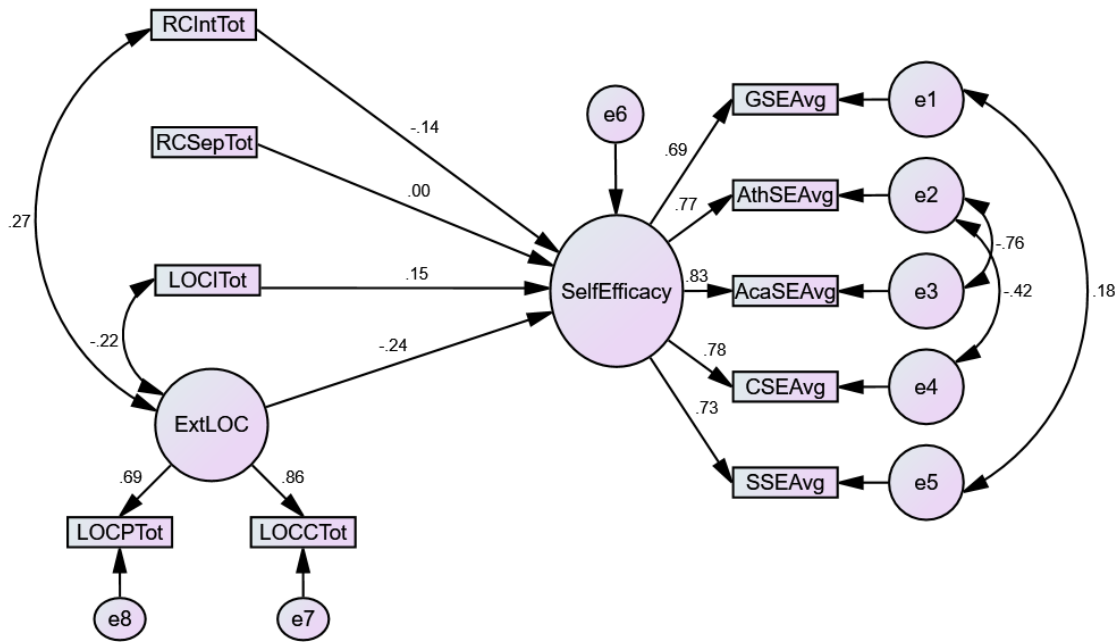 RCIntTot
RCSepTot
LOCITot
ExtLOC
LOCPTot
LOCCTot
e8
e7
e6
SelfEfficacy
GSEAvg
AthSEAvg
AcaSEAvg
CSEAvg
SSEAvg
e1
e2
e3
e4
e5
.27
-.22
-.14
.00
.15
-.24
.69
.86
.69
.77
.83
.78
.73
-.76
-.42
.18